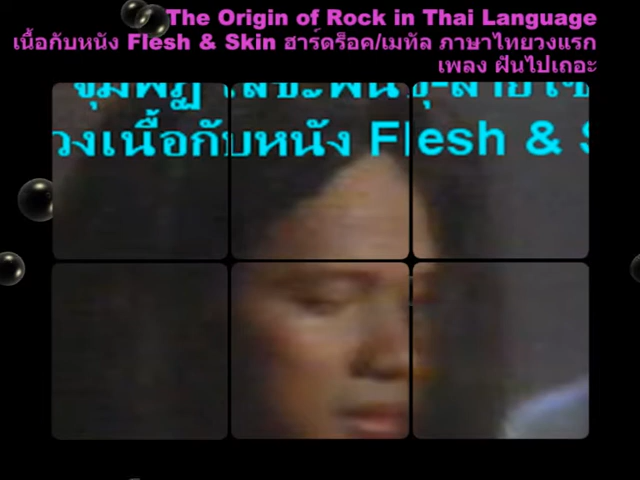 The Origin of Rock in Thai Language
เนื้อกับหนัง Flesh & Skin ฮาร์ดร็อค/เมทัล ภาษาไทยวงแรก
เพลง ฝันไปเถอะ
วงเนื้อกับหนัง Flesh &